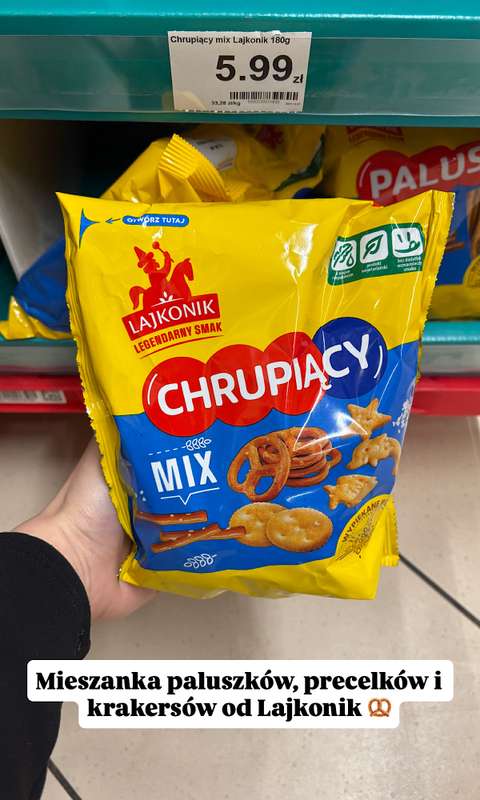 Chrupiący mix Lajkonik 180g
5.99 zł
33,28 zł/kg
PALUS
OTWÓRZ TUTAJ
LAJKONIK
LEGENDARNY SMAK
CHRUPIĄCY
MIX
WYPIEKANE
Mieszanka paluszków, precelków i
krakersów od Lajkonik 🥨